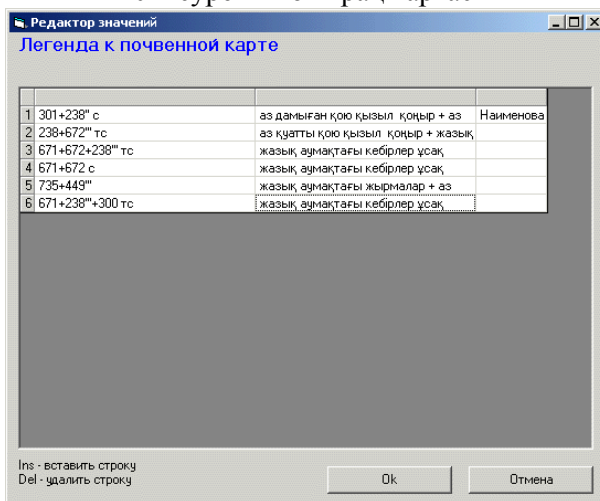 Редактор значений
Легенда к почвенной карте
1 301+238''' с аз дамыған қою қызыл қоңыр + аз Наименова
2 238+672''' тс аз қуатты қою қызыл қоңыр + жазық
3 671+672+238''' тс жазық аумақтағы кебірлер ұсақ
4 671+672 с жазық аумақтағы кебірлер ұсақ
5 735+449''' жазық аумақтағы жырмалар + аз
6 671+238'''+300 тс жазық аумақтағы кебірлер ұсақ
Ins - вставить строку
Del - удалить строку
Ok Отмена